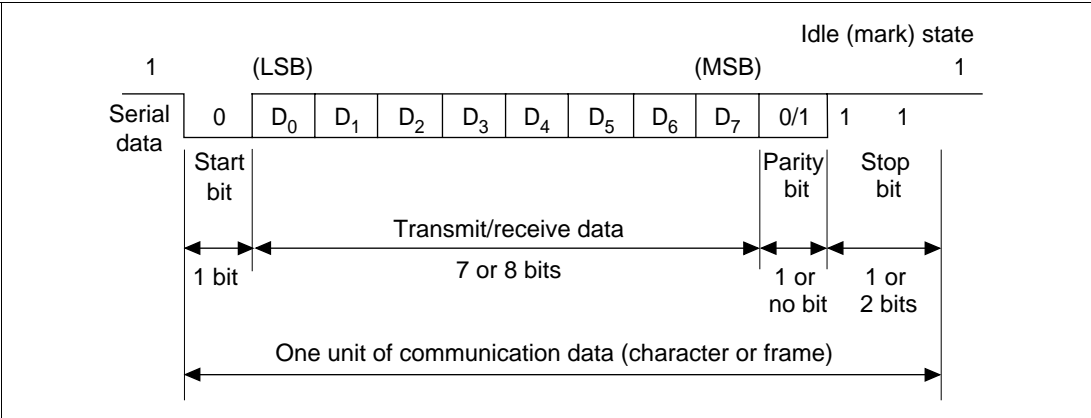 Idle (mark) state
1 (LSB) (MSB) 1
Serial data
0 D₀ D₁ D₂ D₃ D₄ D₅ D₆ D₇ 0/1 1 1
Start bit
Parity bit
Stop bit
Transmit/receive data
1 bit
7 or 8 bits
1 or no bit
1 or 2 bits
One unit of communication data (character or frame)